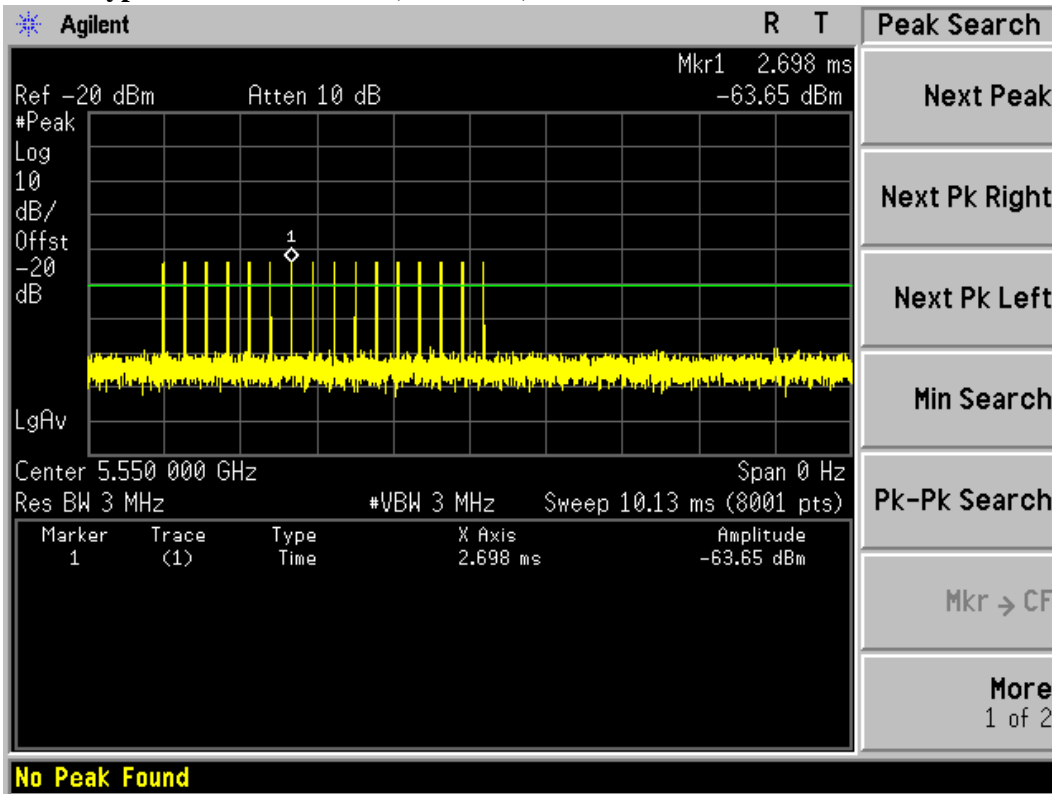 Agilent R T Peak Search
Mkr1 2.698 ms
Ref -20 dBm Atten 10 dB -63.65 dBm
#Peak
Log
10
dB/
Offst
-20
dB
1
LgAv
Center 5.550 000 GHz Span 0 Hz
Res BW 3 MHz #VBW 3 MHz Sweep 10.13 ms (8001 pts)
Marker Trace Type X Axis Amplitude
1 (1) Time 2.698 ms -63.65 dBm
Next Peak
Next Pk Right
Next Pk Left
Min Search
Pk-Pk Search
Mkr → CF
More
1 of 2
No Peak Found